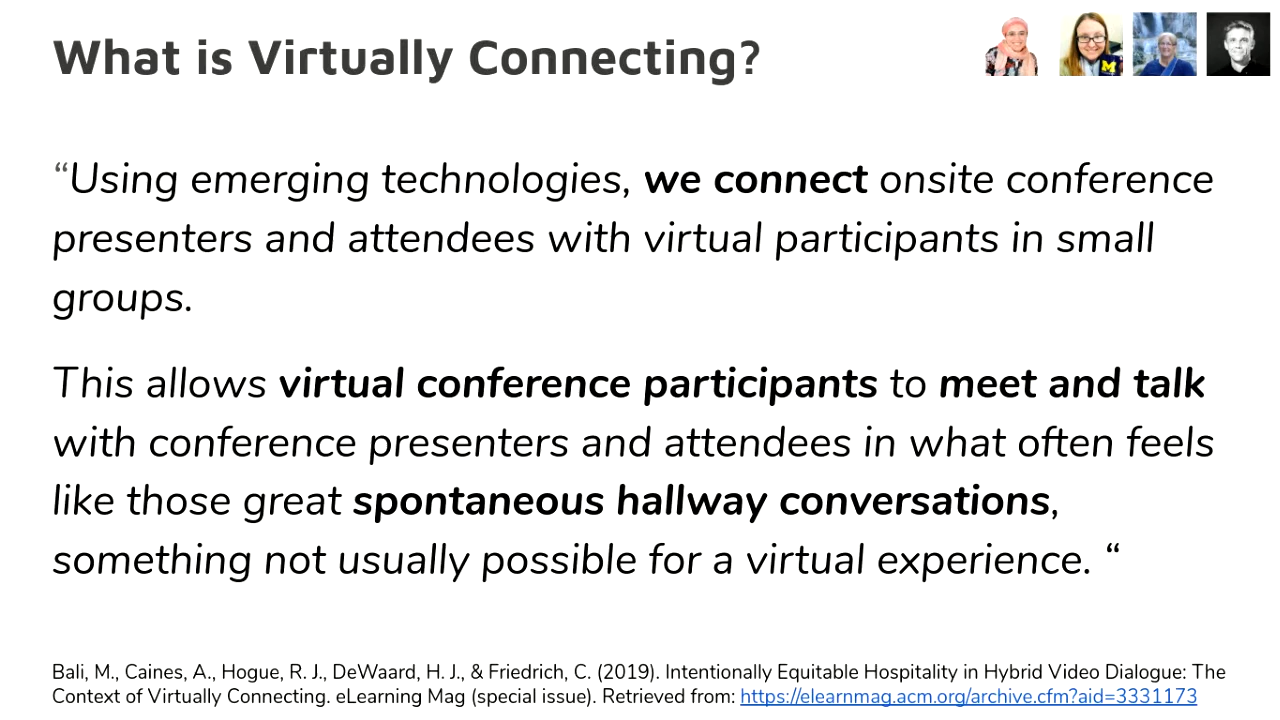 What is Virtually Connecting?
“Using emerging technologies, we connect onsite conference
presenters and attendees with virtual participants in small
groups.
This allows virtual conference participants to meet and talk
with conference presenters and attendees in what often feels
like those great spontaneous hallway conversations,
something not usually possible for a virtual experience. “
Bali, M., Caines, A., Hogue, R. J., DeWaard, H. J., & Friedrich, C. (2019). Intentionally Equitable Hospitality in Hybrid Video Dialogue: The
Context of Virtually Connecting. eLearning Mag (special issue). Retrieved from: https://elearnmag.acm.org/archive.cfm?aid=3331173